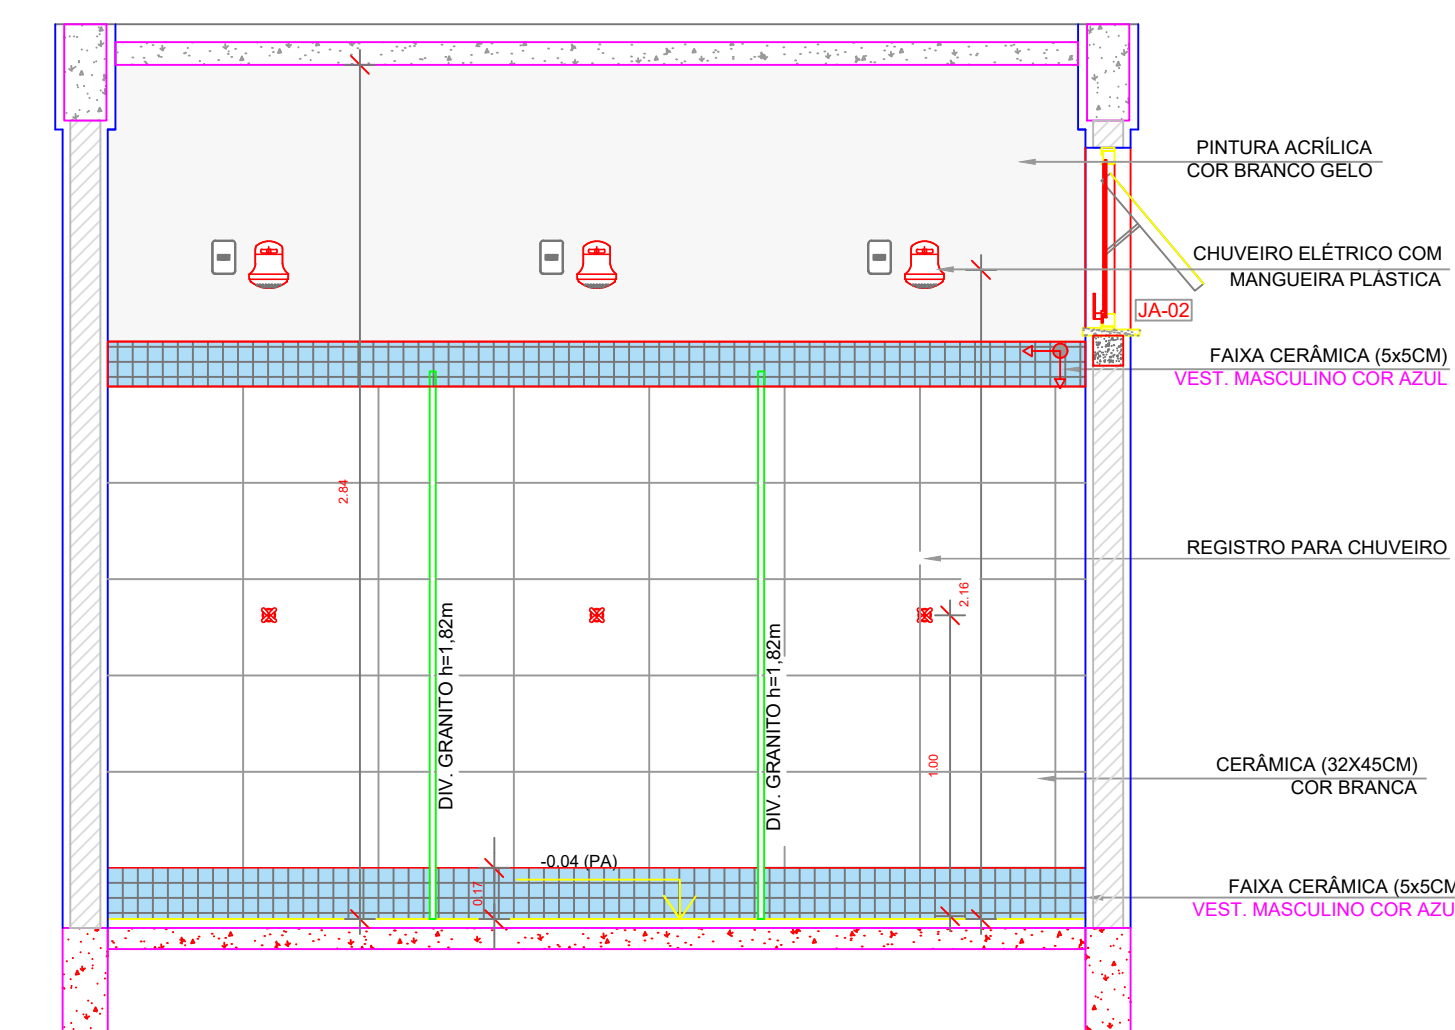 PINTURA ACRÍLICA
COR BRANCO GELO
CHUVEIRO ELÉTRICO COM
MANGUEIRA PLÁSTICA
JA-02
FAIXA CERÂMICA (5x5CM)
VEST. MASCULINO COR AZUL
2.84
REGISTRO PARA CHUVEIRO
2.16
DIV. GRANITO h=1,82m
DIV. GRANITO h=1,82m
1.00
CERÂMICA (32X45CM)
COR BRANCA
-0.04 (PA)
0.17
FAIXA CERÂMICA (5x5CM
VEST. MASCULINO COR AZU